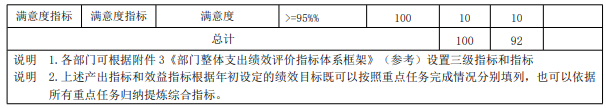 满意度指标 满意度指标 满意度 >=95%% 100 10 10
总计 100 92
说明 1.各部门可根据附件3《部门整体支出绩效评价指标体系框架》（参考）设置三级指标和指标
说明 2.上述产出指标和效益指标根据年初设定的绩效目标既可以按照重点任务完成情况分别填列，也可以依据
所有重点任务归纳提炼综合指标。